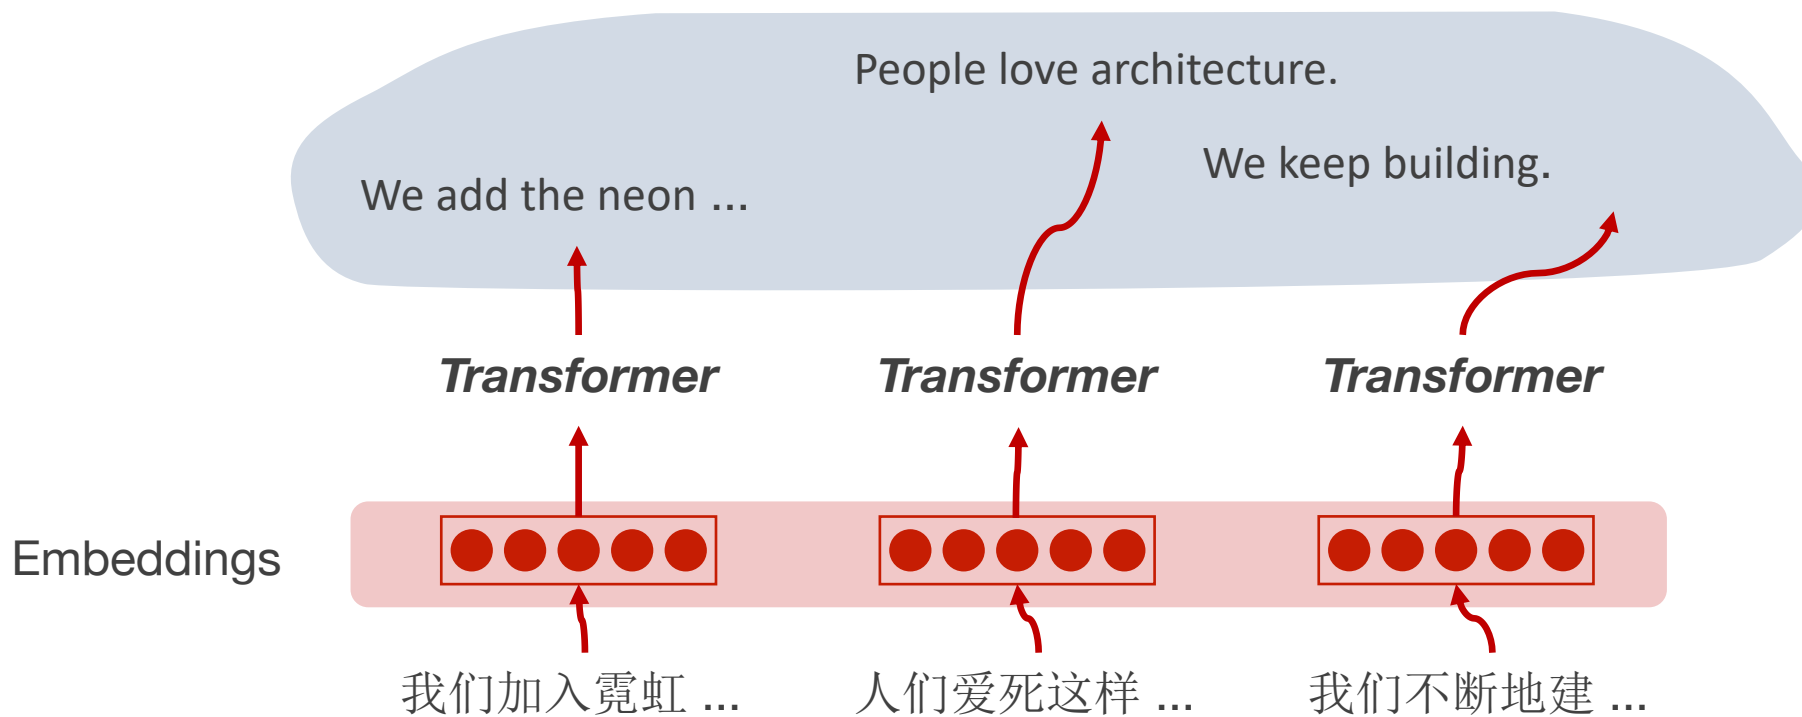 People love architecture.
We keep building.
We add the neon ...
Transformer
Transformer
Transformer
Embeddings
我们加入霓虹 ...
人们爱死这样 ...
我们不断地建 ...